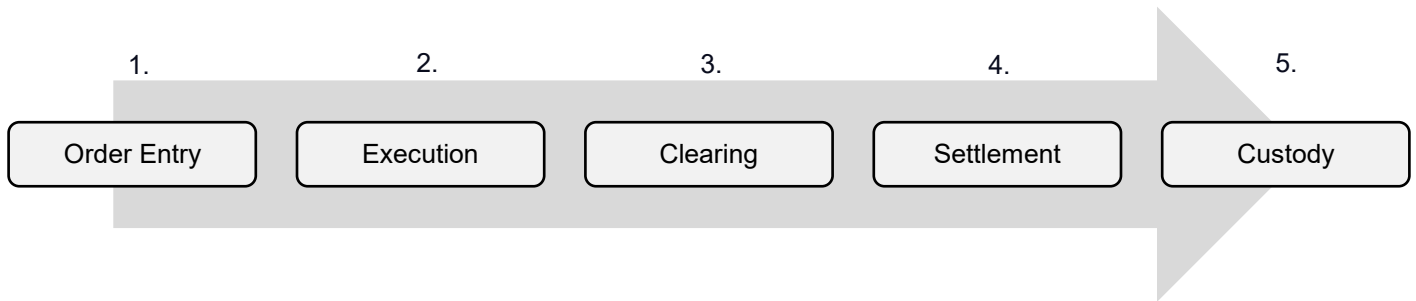 1.
2.
3.
4.
5.
Order Entry
Execution
Clearing
Settlement
Custody